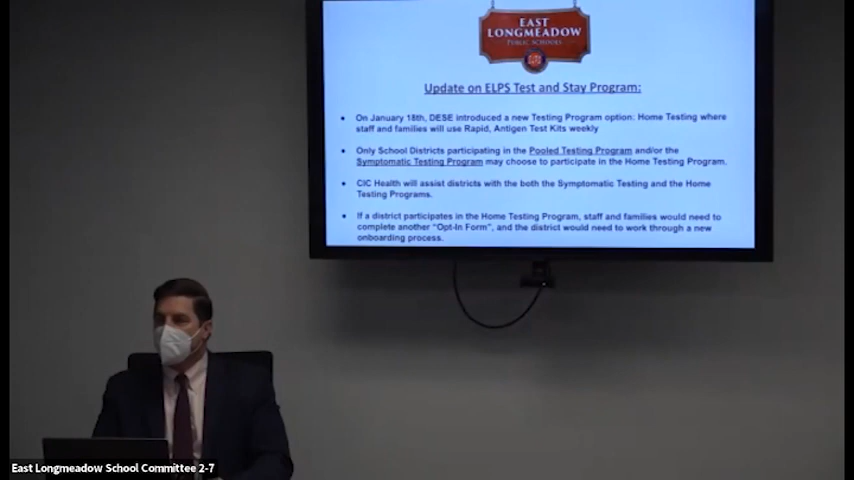 EAST
LONGMEADOW
PUBLIC SCHOOLS
Update on ELPS Test and Stay Program:
• On January 18th, DESE introduced a new Testing Program option: Home Testing where
staff and families will use Rapid, Antigen Test Kits weekly
• Only School Districts participating in the Pooled Testing Program and/or the
Symptomatic Testing Program may choose to participate in the Home Testing Program.
• CIC Health will assist districts with the both the Symptomatic Testing and the Home
Testing Programs.
• If a district participates in the Home Testing Program, staff and families would need to
complete another "Opt-In Form", and the district would need to work through a new
onboarding process.
East Longmeadow School Committee 2-7